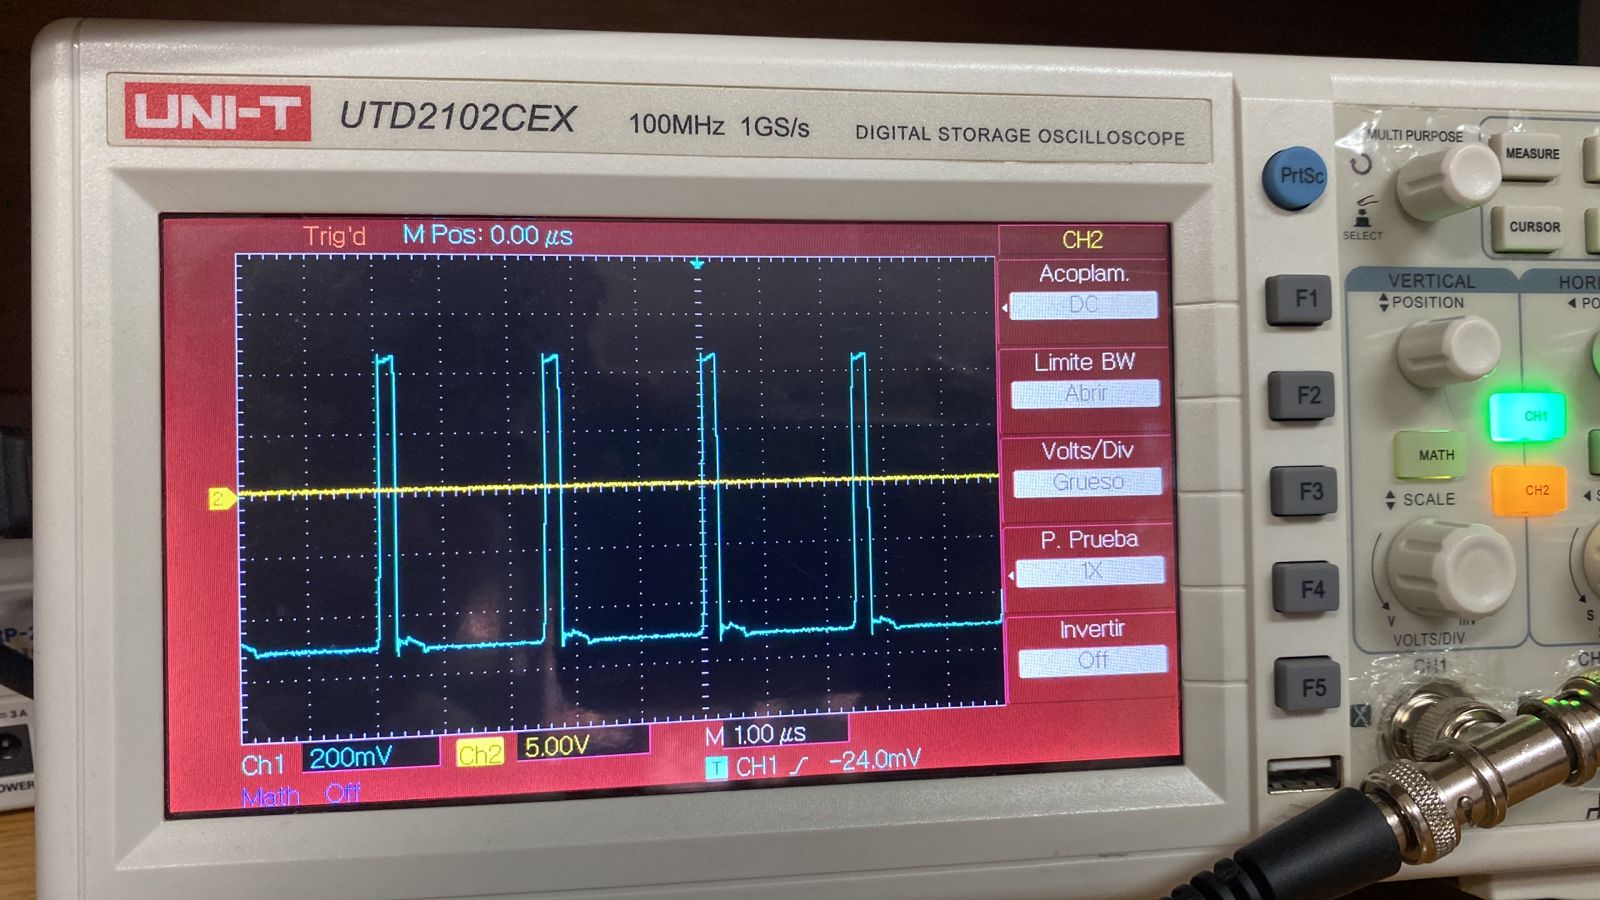 UNI-T UTD2102CEX 100MHz 1GS/s DIGITAL STORAGE OSCILLOSCOPE
Trig'd M Pos: 0.00 μs
CH2
Acoplam.
DC
Limite BW
Abrir
Volts/Div
Grueso
P. Prueba
1X
Invertir
Off
2
Ch1 200mV Ch2 5.00V M 1.00 μs
T CH1 -24.0mV
Math Off
PrtSc
MULTI PURPOSE
SELECT
MEASURE
CURSOR
F1
F2
F3
F4
F5
VERTICAL
POSITION
CH1
MATH
CH2
SCALE
V
VOLTS/DIV
CH1
X
3A